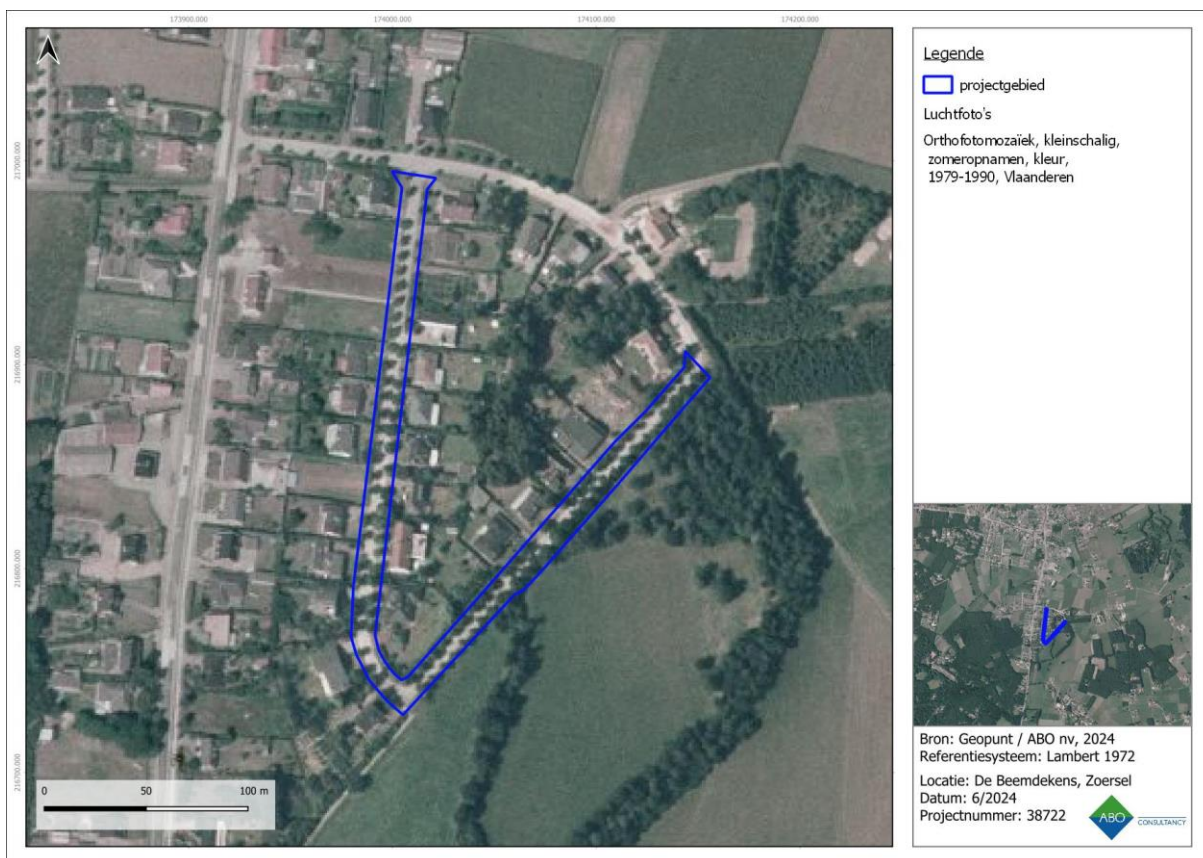 173900.000
174000.000
174100.000
174200.000
217000.000
216900.000
216800.000
216700.000
0
50
100 m
Legende
projectgebied
Luchtfoto's
Orthofotomozaïek, kleinschalig,
zomeropnamen, kleur,
1979-1990, Vlaanderen
Bron: Geopunt / ABO nv, 2024
Referentiesysteem: Lambert 1972
Locatie: De Beemdekens, Zoersel
Datum: 6/2024
Projectnummer: 38722
ABO
CONSULTANCY